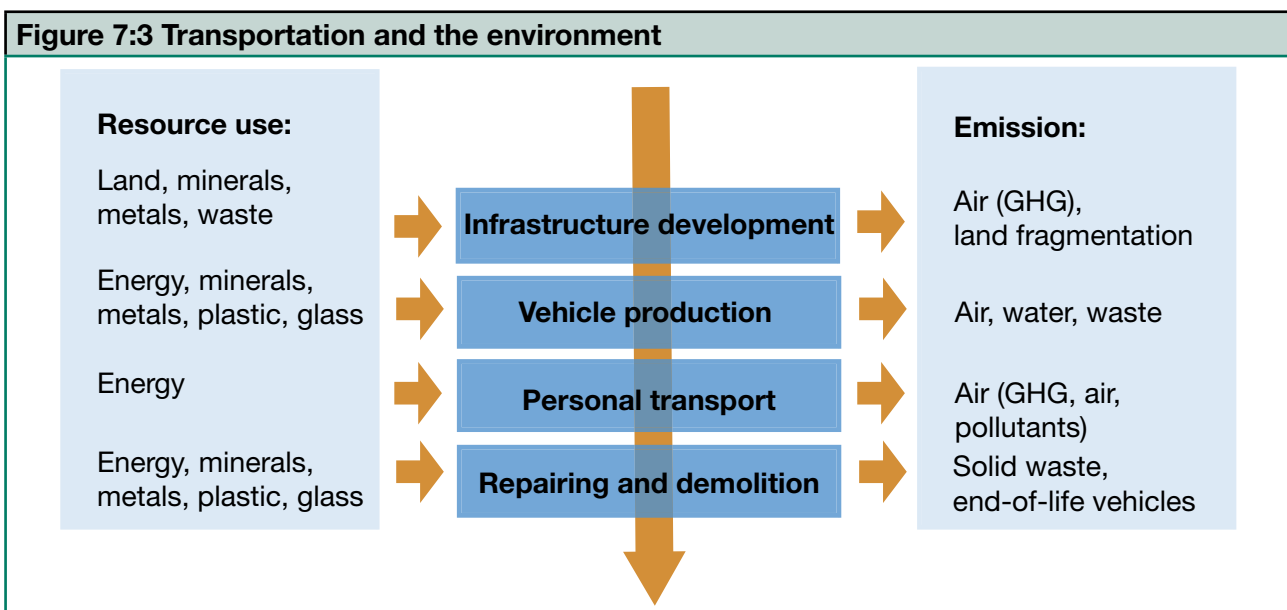 Figure 7:3 Transportation and the environment
Resource use:
Land, minerals,
metals, waste
Energy, minerals,
metals, plastic, glass
Energy
Energy, minerals,
metals, plastic, glass
Infrastructure development
Vehicle production
Personal transport
Repairing and demolition
Emission:
Air (GHG),
land fragmentation
Air, water, waste
Air (GHG, air,
pollutants)
Solid waste,
end-of-life vehicles